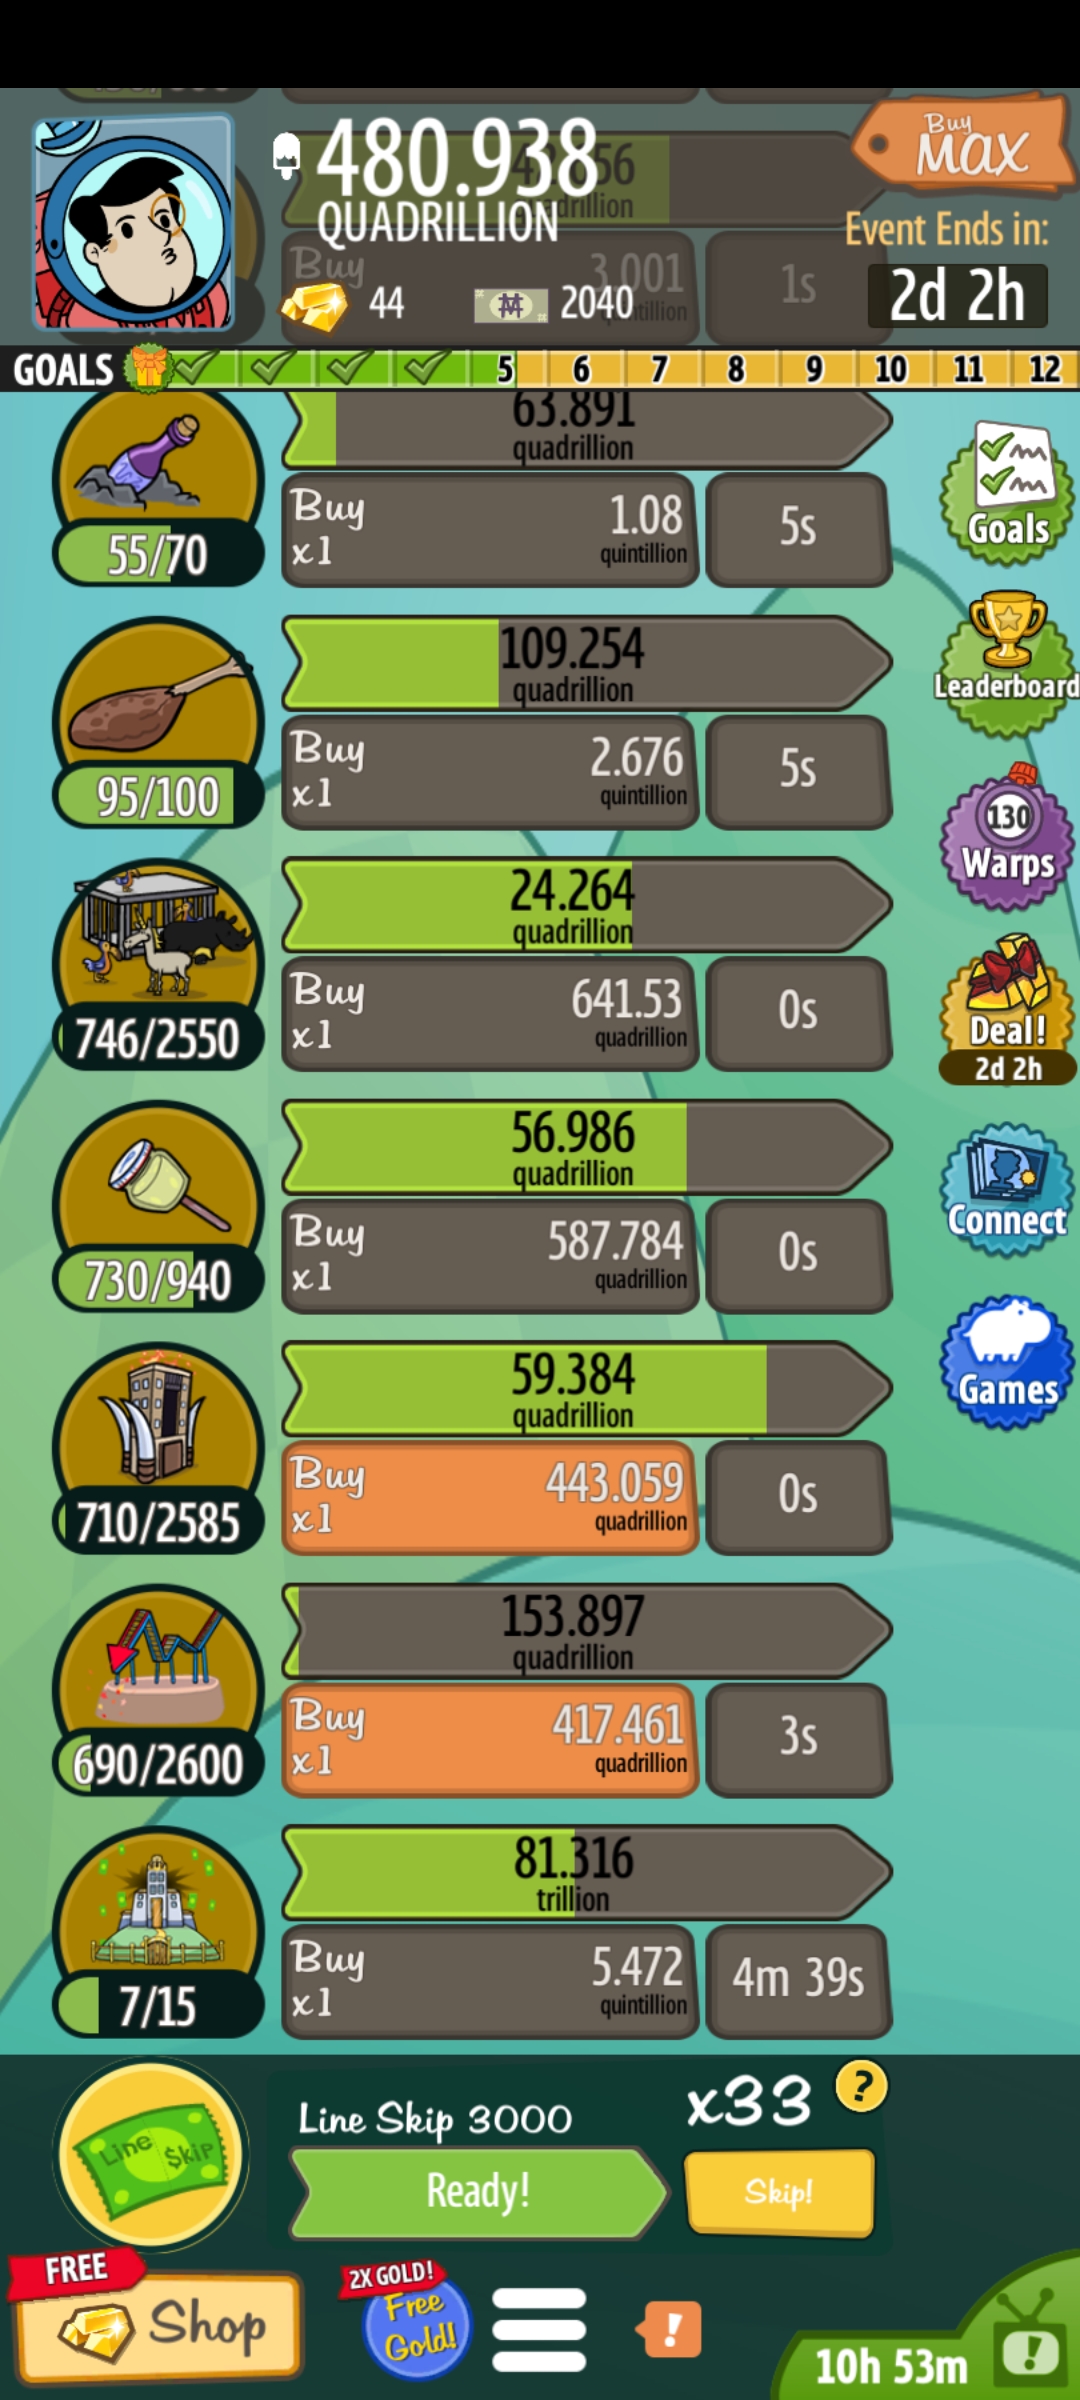 Buy
MAX
480.938
QUADRILLION
Event Ends in:
2d 2h
Buy
3.001
1s
44
2040
GOALS 5 6 7 8 9 10 11 12
63.891
quadrillion
Buy
x1
1.08
quintillion
5s
55/70
Goals
109.254
quadrillion
Buy
x1
2.676
quintillion
5s
95/100
Leaderboard
24.264
quadrillion
Buy
x1
641.53
quadrillion
0s
746/2550
130
Warps
Deal!
2d 2h
56.986
quadrillion
Buy
x1
587.784
quadrillion
0s
730/940
Connect
59.384
quadrillion
Buy
x1
443.059
quadrillion
0s
710/2585
Games
153.897
quadrillion
Buy
x1
417.461
quadrillion
3s
690/2600
81.316
trillion
Buy
x1
5.472
quintillion
4m 39s
7/15
Line $kip
Line Skip 3000
x33
?
Ready!
Skip!
FREE
Shop
2X GOLD!
Free
Gold!
!
10h 53m
!